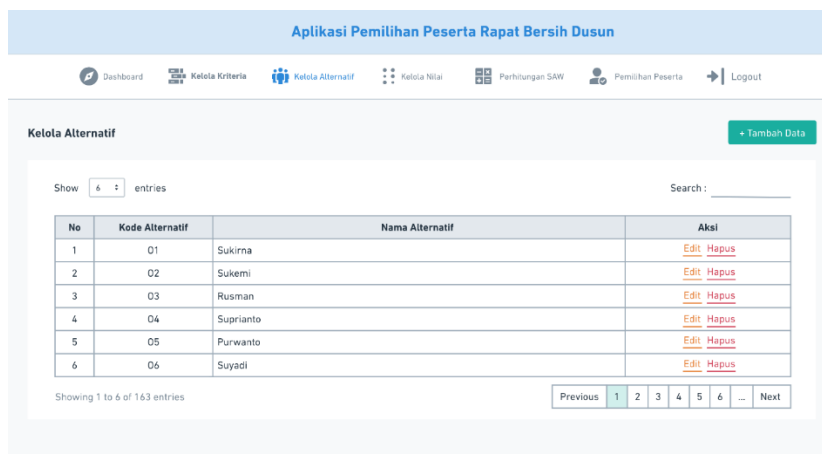 Aplikasi Pemilihan Peserta Rapat Bersih Dusun
Dashboard Kelola Kriteria Kelola Alternatif Kelola Nilai Perhitungan SAW Pemilihan Peserta Logout
Kelola Alternatif + Tambah Data
Show 6 entries Search :
No Kode Alternatif Nama Alternatif Aksi
1 01 Sukirna Edit Hapus
2 02 Sukemi Edit Hapus
3 03 Rusman Edit Hapus
4 04 Suprianto Edit Hapus
5 05 Purwanto Edit Hapus
6 06 Suyadi Edit Hapus
Showing 1 to 6 of 163 entries Previous 1 2 3 4 5 6 ... Next